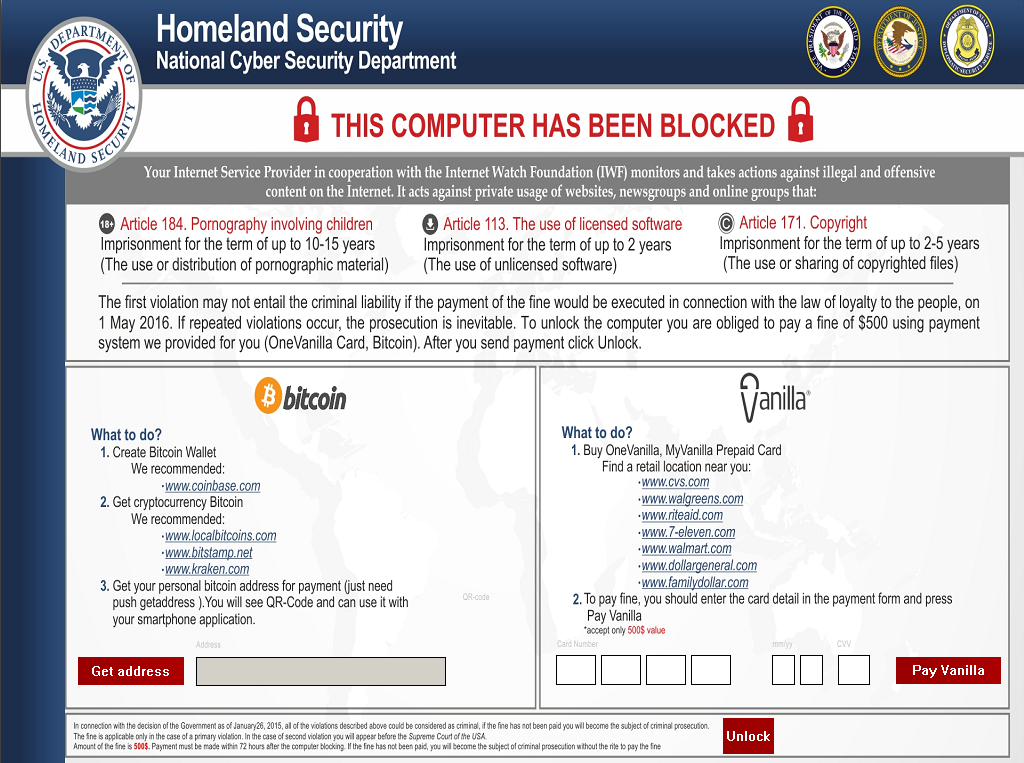 Homeland Security
National Cyber Security Department
U.S. DEPARTMENT OF HOMELAND SECURITY
THIS COMPUTER HAS BEEN BLOCKED
Your Internet Service Provider in cooperation with the Internet Watch Foundation (IWF) monitors and takes actions against illegal and offensive
content on the Internet. It acts against private usage of websites, newsgroups and online groups that:
18+ Article 184. Pornography involving children
Imprisonment for the term of up to 10-15 years
(The use or distribution of pornographic material)
Article 113. The use of licensed software
Imprisonment for the term of up to 2 years
(The use of unlicensed software)
C Article 171. Copyright
Imprisonment for the term of up to 2-5 years
(The use or sharing of copyrighted files)
The first violation may not entail the criminal liability if the payment of the fine would be executed in connection with the law of loyalty to the people, on
1 May 2016. If repeated violations occur, the prosecution is inevitable. To unlock the computer you are obliged to pay a fine of $500 using payment
system we provided for you (OneVanilla Card, Bitcoin). After you send payment click Unlock.
bitcoin
What to do?
1. Create Bitcoin Wallet
We recommended:
·www.coinbase.com
2. Get cryptocurrency Bitcoin
We recommended:
·www.localbitcoins.com
·www.bitstamp.net
·www.kraken.com
3. Get your personal bitcoin address for payment (just need
push getaddress ).You will see QR-Code and can use it with
your smartphone application.
QR-code
Address
Get address
Vanilla®
What to do?
1. Buy OneVanilla, MyVanilla Prepaid Card
Find a retail location near you:
·www.cvs.com
·www.walgreens.com
·www.riteaid.com
·www.7-eleven.com
·www.walmart.com
·www.dollargeneral.com
·www.familydollar.com
2. To pay fine, you should enter the card detail in the payment form and press
Pay Vanilla
*accept only 500$ value
Card Number
mm/yy
CVV
Pay Vanilla
In connection with the decision of the Government as of January26, 2015, all of the violations described above could be considered as criminal, if the fine has not been paid you will become the subject of criminal prosecution.
The fine is applicable only in the case of a primary violation. In the case of second violation you will appear before the Supreme Court of the USA.
Amount of the fine is 500$. Payment must be made within 72 hours after the computer blocking. If the fine has not been paid, you will become the subject of criminal prosecution without the rite to pay the fine
Unlock